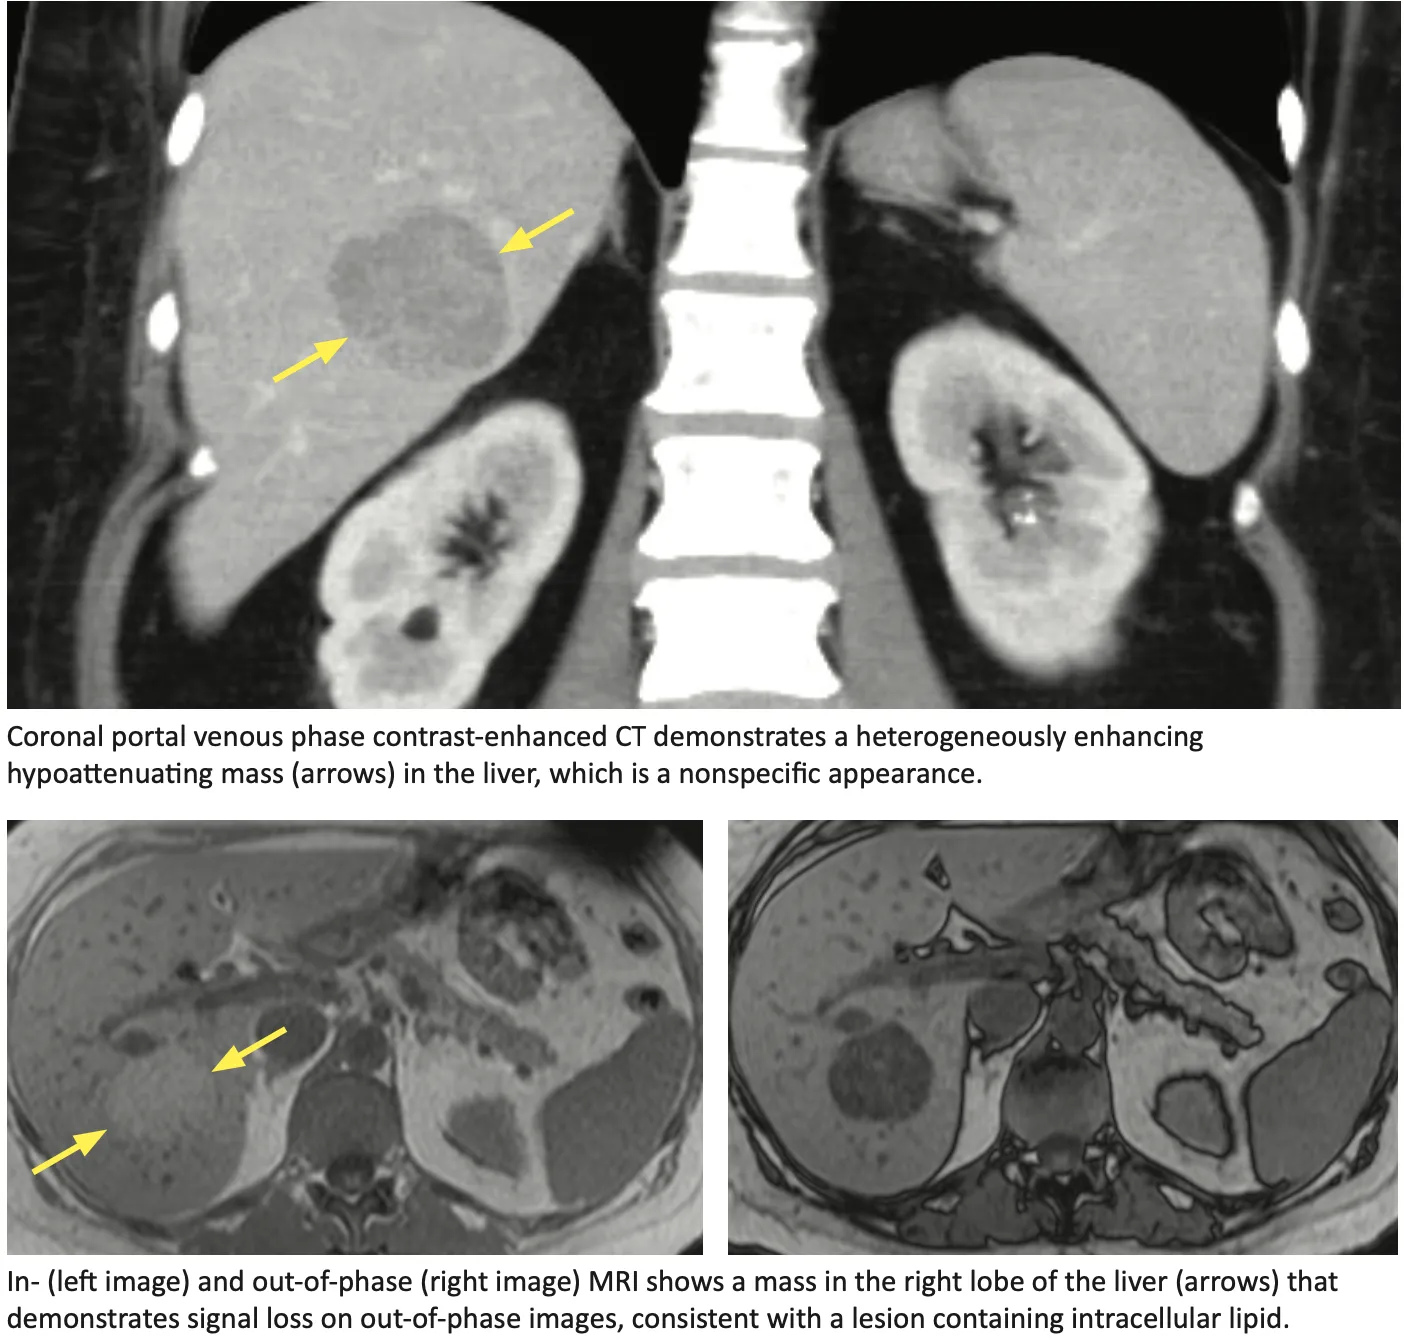 Coronal portal venous phase contrast-enhanced CT demonstrates a heterogeneously enhancing
hypoattenuating mass (arrows) in the liver, which is a nonspecific appearance.
In- (left image) and out-of-phase (right image) MRI shows a mass in the right lobe of the liver (arrows) that
demonstrates signal loss on out-of-phase images, consistent with a lesion containing intracellular lipid.